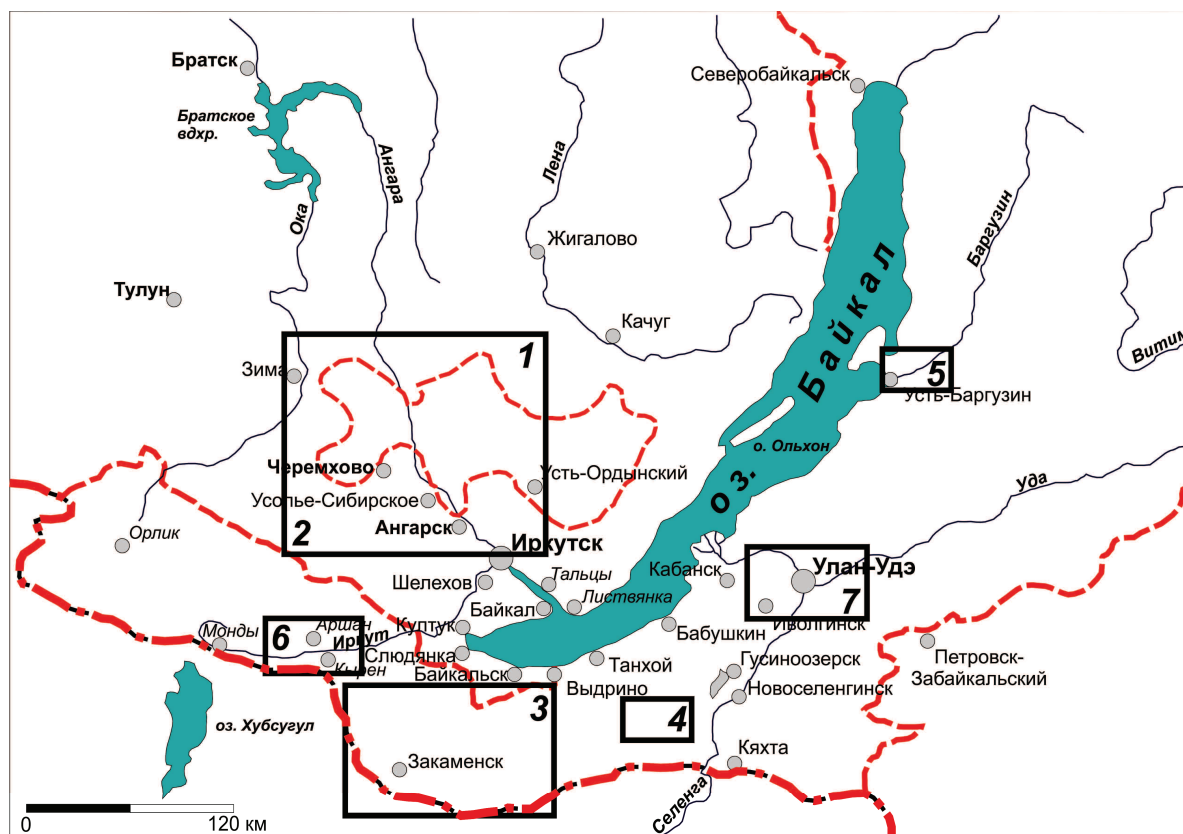 Братск
Северобайкальск
Братское
вдхр.
Ангара
Лена
Ока
Баргузин
Жигалово
Байкал
Тулун
Качуг
1
Витим
Зима
5
Усть-Баргузин
о. Ольхон
оз.
Черемхово
Усть-Ордынский
Усолье-Сибирское
Уда
2
Ангарск
Орлик
Иркутск
Улан-Удэ
Кабанск
Шелехов
Тальцы
Байкал
Листвянка
7
Иволгинск
Култук
Бабушкин
Монды
6
Аршан
Иркут
Слюдянка
Кырен
Танхой
Гусиноозерск
Петровск-
Забайкальский
Байкальск
Выдрино
Новоселенгинск
3
4
оз. Хубсугул
Закаменск
Кяхта
Селенга
0
120 км